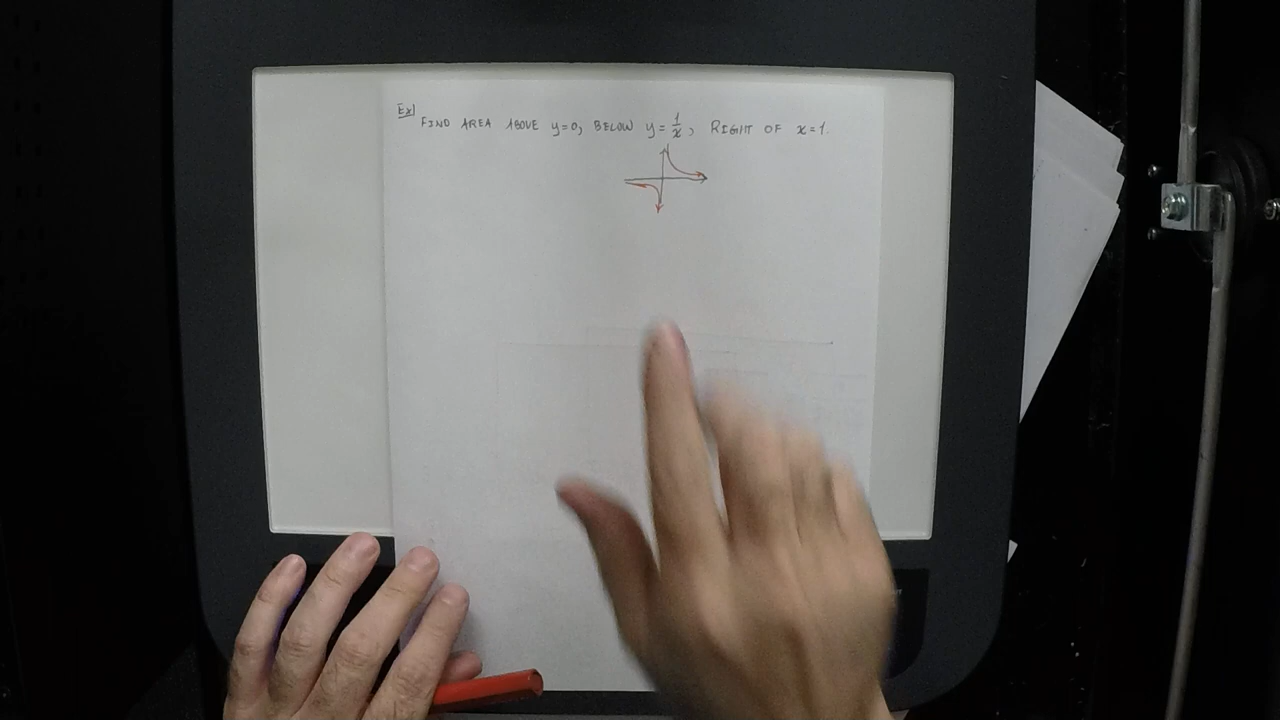 Ex|
FIND AREA ABOVE y=0, BELOW y=1/x, RIGHT OF x=1.